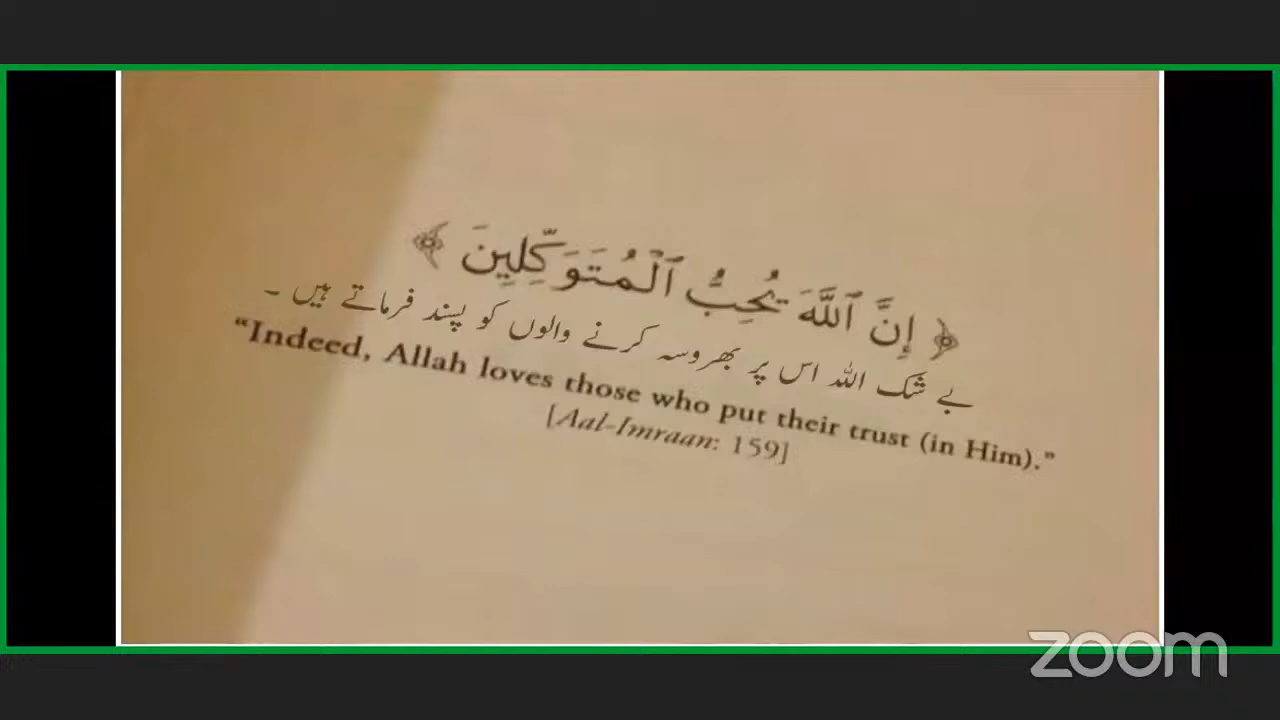 ﴿ إِنَّ ٱللَّهَ يُحِبُّ ٱلْمُتَوَكِّلِينَ ﴾
بے شک اللہ اس پر بھروسہ کرنے والوں کو پسند فرماتے ہیں ۔
“Indeed, Allah loves those who put their trust (in Him).”
[Aal-Imraan: 159]
zoom